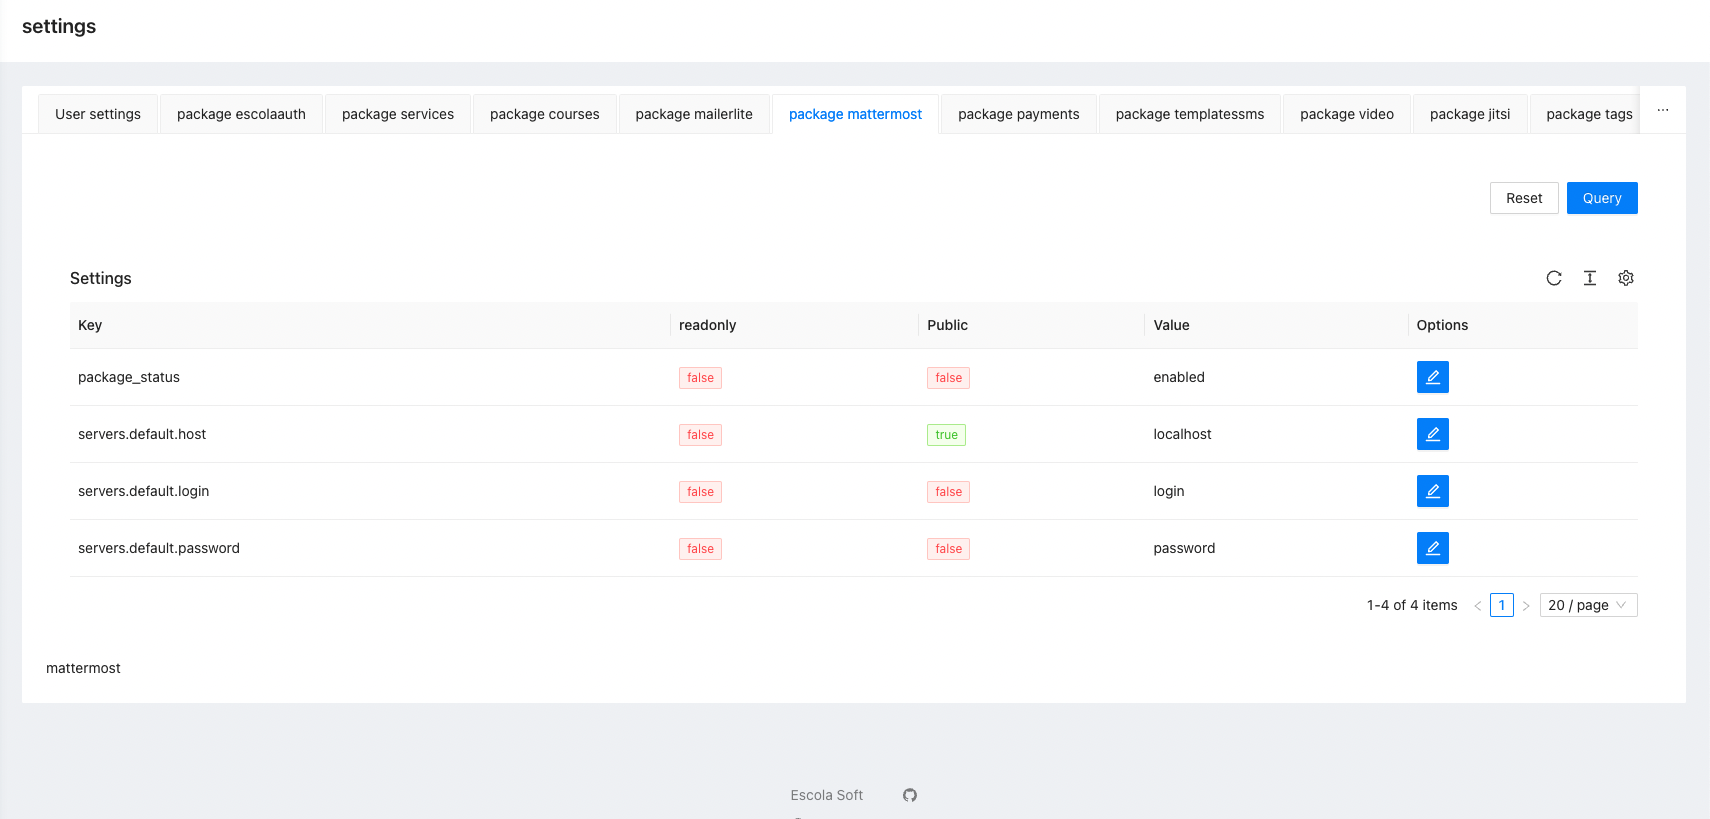 settings
User settings package escolaauth package services package courses package mailerlite package mattermost package payments package templatessms package video package jitsi package tags ...
Reset Query
Settings
Key readonly Public Value Options
package_status false false enabled
servers.default.host false true localhost
servers.default.login false false login
servers.default.password false false password
1-4 of 4 items < 1 > 20 / page
mattermost
Escola Soft